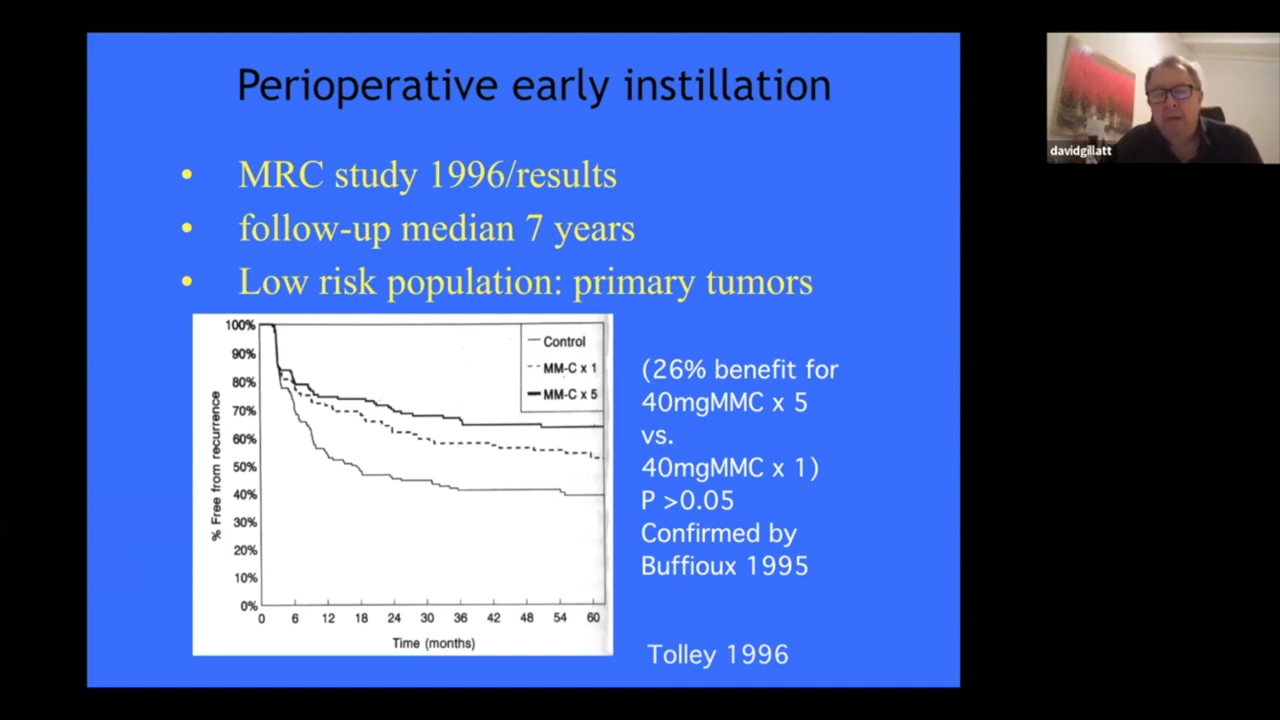 Perioperative early instillation
• MRC study 1996/results
• follow-up median 7 years
• Low risk population: primary tumors
100%
90%
80%
70%
60%
50%
40%
30%
20%
10%
0%
% Free from recurrence
Control
MM-C x 1
MM-C x 5
0 6 12 18 24 30 36 42 48 54 60
Time (months)
(26% benefit for
40mgMMC x 5
vs.
40mgMMC x 1)
P >0.05
Confirmed by
Buffioux 1995
Tolley 1996
davidgillatt